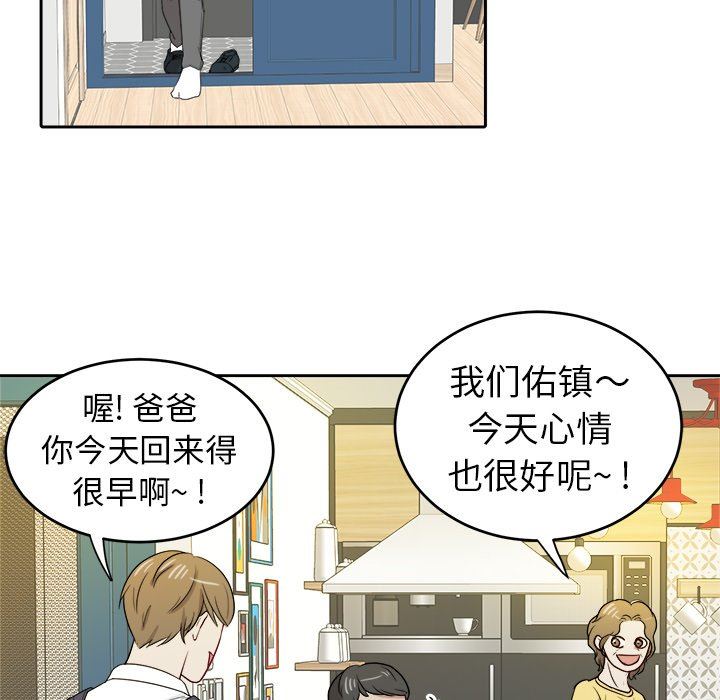 喔! 爸爸
你今天回来得
很早啊~ !
我们佑镇～
今天心情
也很好呢~ !